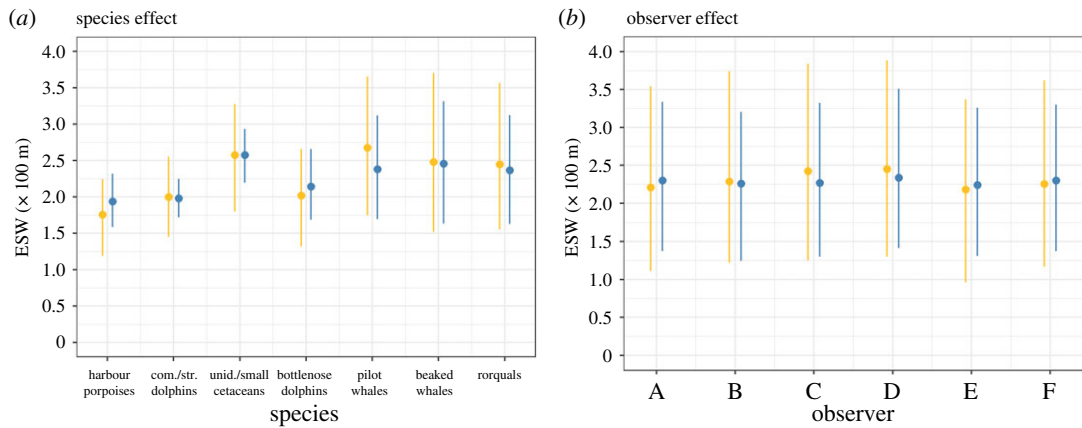 (a) species effect
4.0
3.5
3.0
2.5
2.0
1.5
1.0
0.5
0
ESW (× 100 m)
harbour porpoises
com./str. dolphins
unid./small cetaceans
bottlenose dolphins
pilot whales
beaked whales
rorquals
species
(b) observer effect
4.0
3.5
3.0
2.5
2.0
1.5
1.0
0.5
0
ESW (× 100 m)
A B C D E F
observer